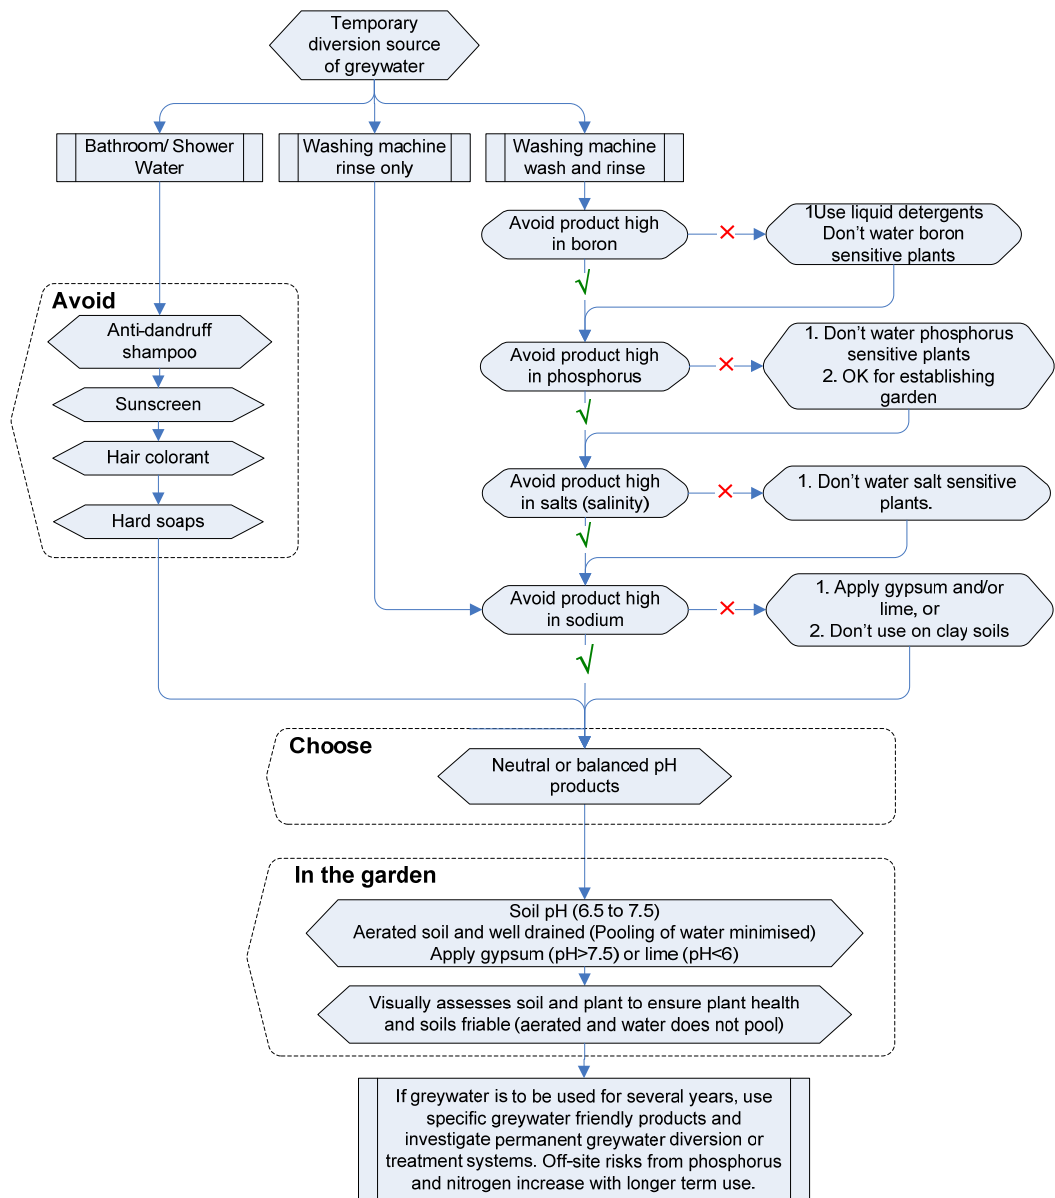 Temporary
diversion source
of greywater
Bathroom/ Shower
Water
Washing machine
rinse only
Washing machine
wash and rinse
Avoid product high
in boron
1Use liquid detergents
Don't water boron
sensitive plants
Avoid
Anti-dandruff
shampoo
Sunscreen
Hair colorant
Hard soaps
Avoid product high
in phosphorus
1. Don't water phosphorus
sensitive plants
2. OK for establishing
garden
Avoid product high
in salts (salinity)
1. Don't water salt sensitive
plants.
Avoid product high
in sodium
1. Apply gypsum and/or
lime, or
2. Don't use on clay soils
Choose
Neutral or balanced pH
products
In the garden
Soil pH (6.5 to 7.5)
Aerated soil and well drained (Pooling of water minimised)
Apply gypsum (pH>7.5) or lime (pH<6)
Visually assesses soil and plant to ensure plant health
and soils friable (aerated and water does not pool)
If greywater is to be used for several years, use
specific greywater friendly products and
investigate permanent greywater diversion or
treatment systems. Off-site risks from phosphorus
and nitrogen increase with longer term use.